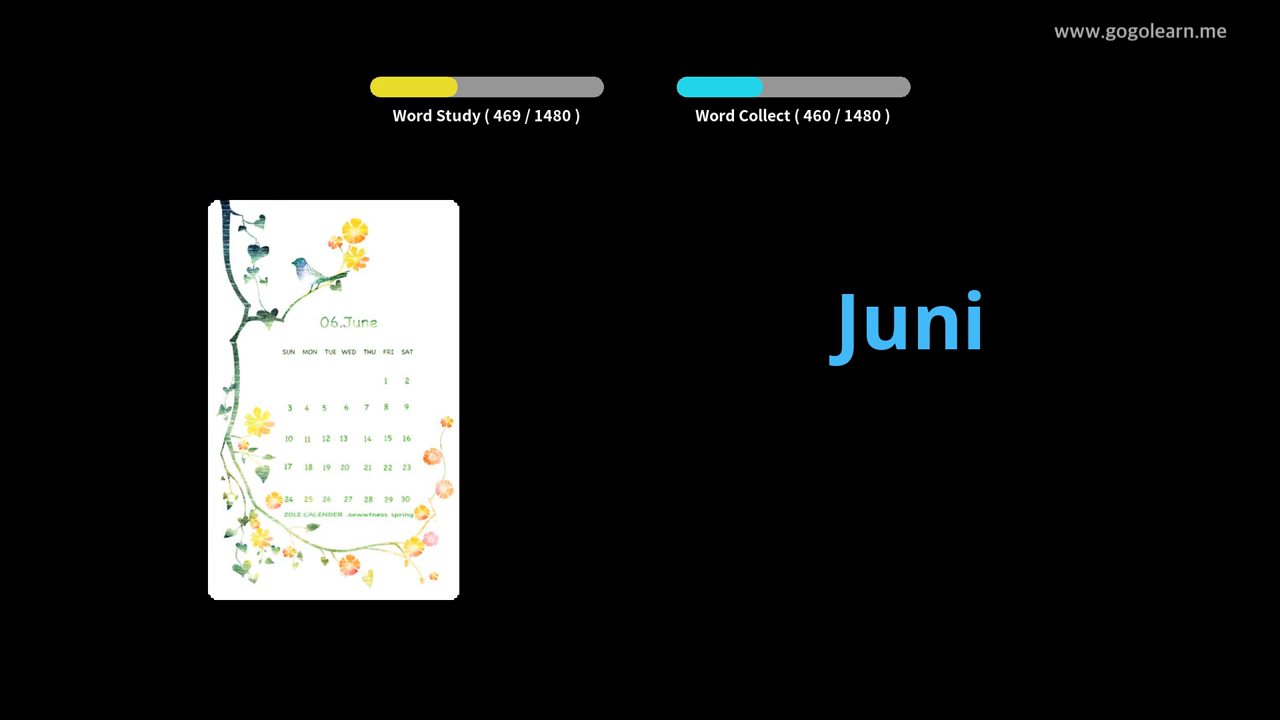 www.gogolearn.me
Word Study ( 469 / 1480 )
Word Collect ( 460 / 1480 )
06.June
SUN MON TUE WED THU FRI SAT
1 2
3 4 5 6 7 8 9
10 11 12 13 14 15 16
17 18 19 20 21 22 23
24 25 26 27 28 29 30
2012.CALENDER .sewwtness spring
Juni